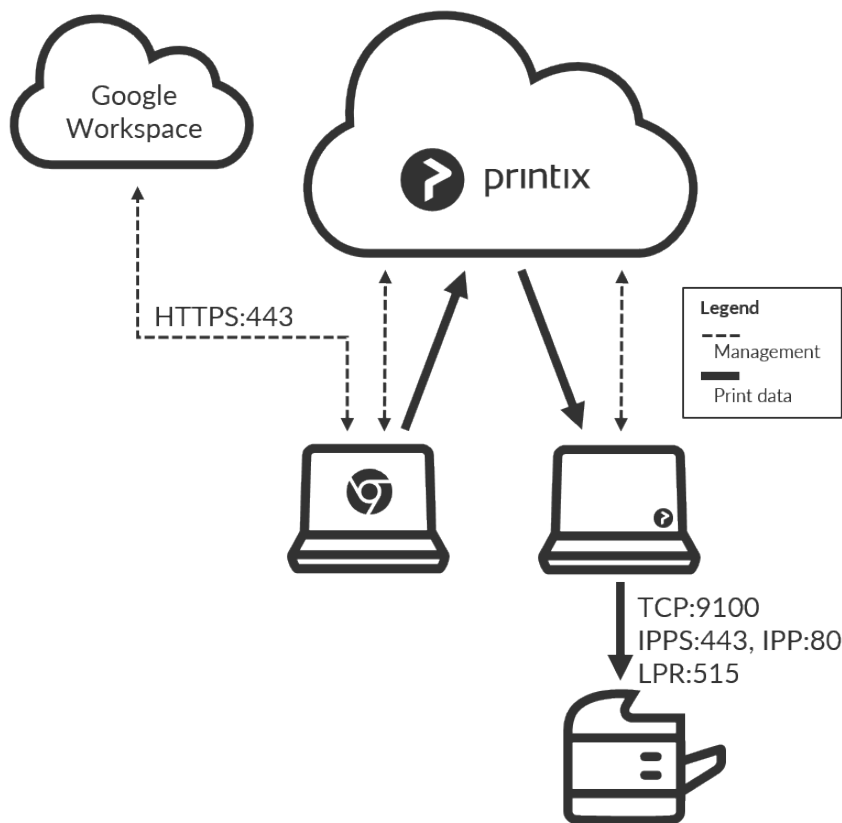 Google
Workspace
printix
HTTPS:443
Legend
Management
Print data
TCP:9100
IPPS:443, IPP:80
LPR:515